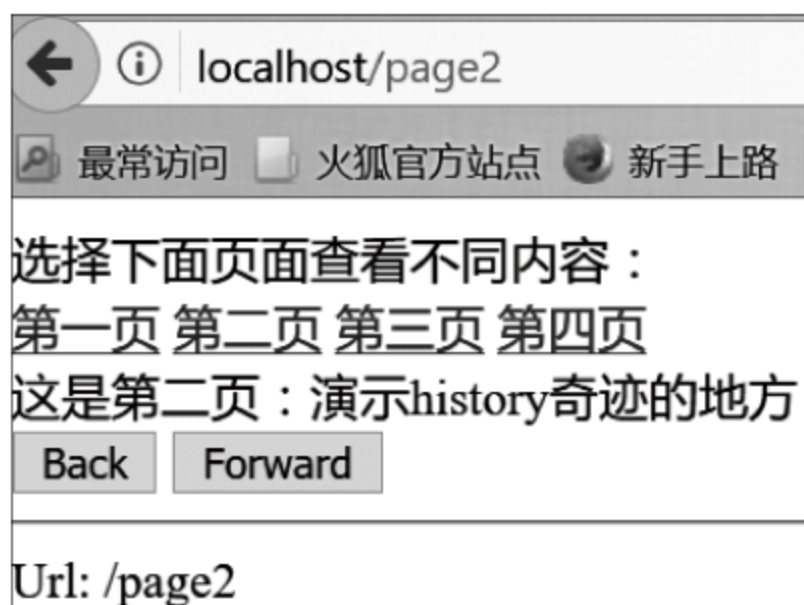 localhost/page2
最常访问 火狐官方站点 新手上路
选择下面页面查看不同内容：
第一页 第二页 第三页 第四页
这是第二页：演示history奇迹的地方
Back Forward
Url: /page2